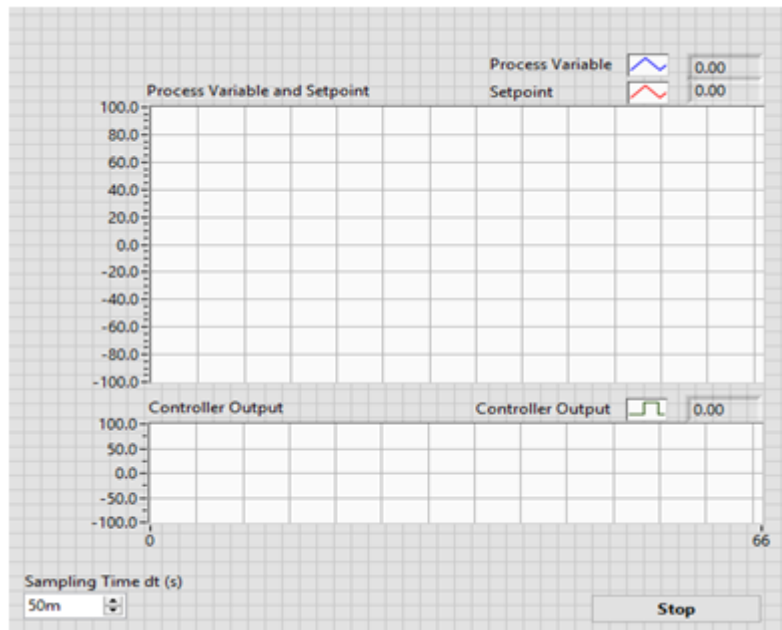 Process Variable 0.00
Process Variable and Setpoint Setpoint 0.00
100.0
80.0
60.0
40.0
20.0
0.0
-20.0
-40.0
-60.0
-80.0
-100.0
Controller Output Controller Output 0.00
100.0
50.0
0.0
-50.0
-100.0
0 66
Sampling Time dt (s)
50m
Stop